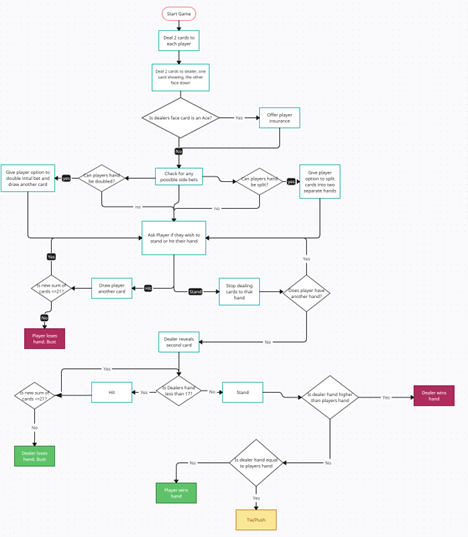 Start Game
Deal 2 cards to
each player
Deal 2 cards to dealer, one
card showing, the other
face down
Is dealers face card is an Ace?
Yes
Offer player
insurance
No
Give player option to
double intial bet and
draw another card
yes
Can players hand
be doubled?
Check for any
possible side bets
Can players hand
be split?
yes
Give player
option to split
cards into two
separate hands
no
no
Ask Player if they wish to
stand or hit their hand
Yes
Yes
Is new sum of
cards <=21?
Draw player
another card
Hit
Stand
Stop dealing
cards to that
hand
Does player have
another hand?
No
Player loses
hand. Bust
Dealer reveals
second card
No
Yes
Is new sum of
cards <=21?
Hit
Yes
Is Dealers hand
less than 17?
No
Stand
Is dealer hand higher
than players hand
Yes
Dealer wins
hand
No
Dealer loses
hand. Bust
Is dealer hand equal
to players hand
No
No
Player wins
hand
Yes
Tie/Push